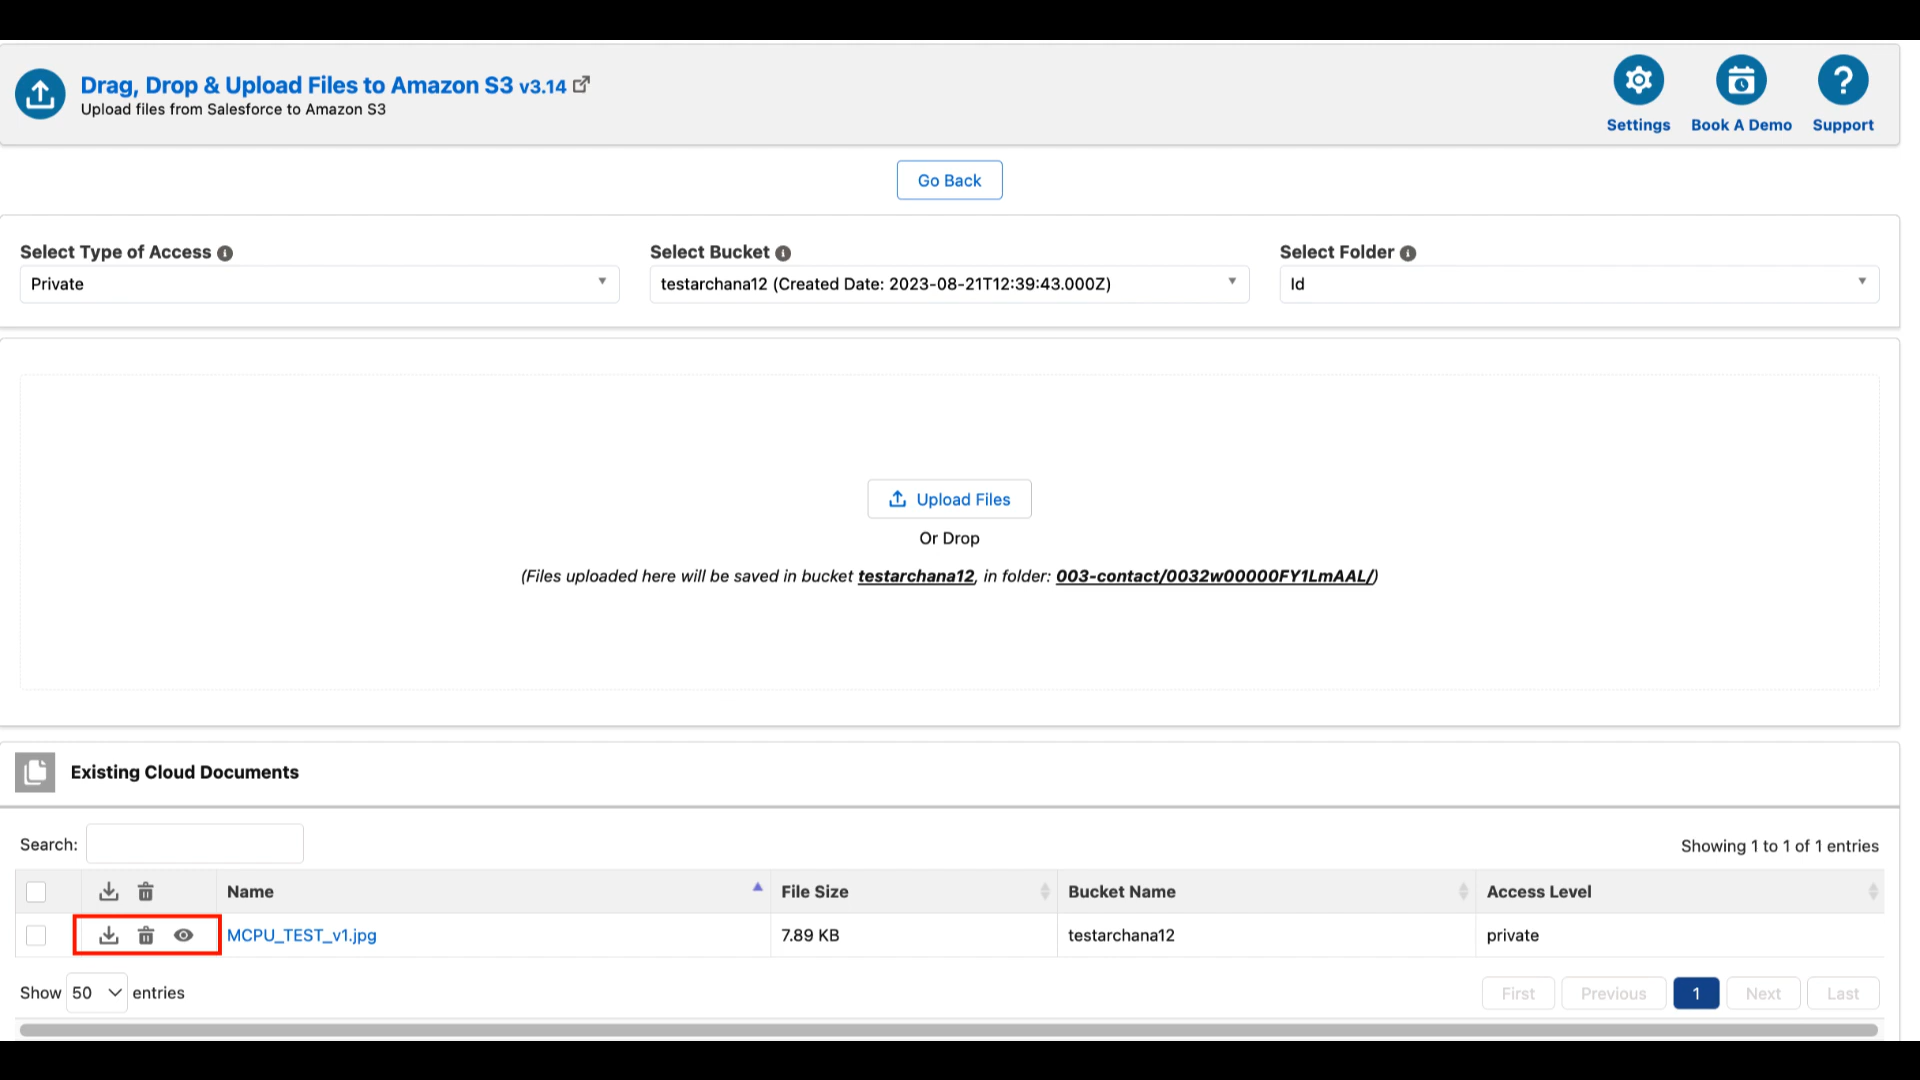 Drag, Drop & Upload Files to Amazon S3 v3.14
Upload files from Salesforce to Amazon S3
Settings
Book A Demo
Support
Go Back
Select Type of Access
Select Bucket
Select Folder
Private
testarchana12 (Created Date: 2023-08-21T12:39:43.000Z)
Id
Upload Files
Or Drop
(Files uploaded here will be saved in bucket testarchana12, in folder: 003-contact/0032w00000FY1LmAAL/)
Existing Cloud Documents
Search:
Showing 1 to 1 of 1 entries
Name File Size Bucket Name Access Level
MCPU_TEST_v1.jpg 7.89 KB testarchana12 private
Show 50 entries
First Previous 1 Next Last